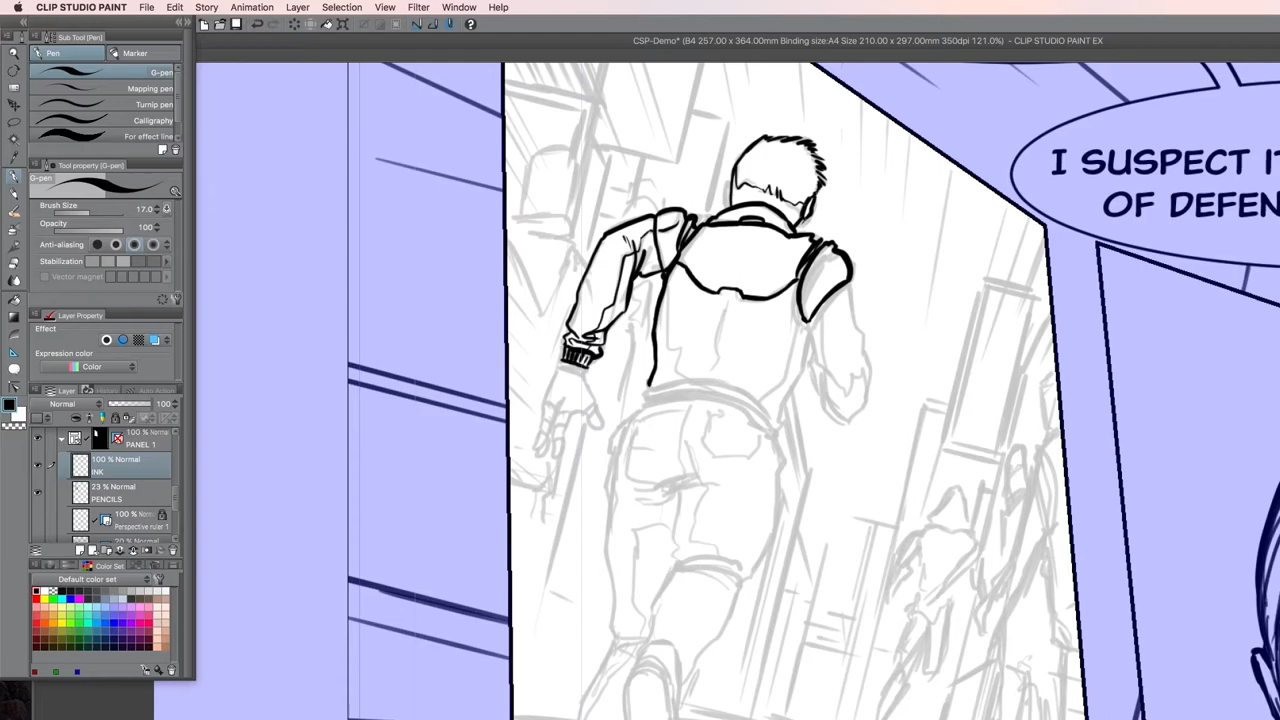 CLIP STUDIO PAINT File Edit Story Animation Layer Selection View Filter Window Help
CSP-Demo* (B4 257.00 x 364.00mm Binding size:A4 Size 210.00 x 297.00mm 350dpi 121.0%) - CLIP STUDIO PAINT EX
Sub Tool[Pen]
Pen Marker
G-pen
Mapping pen
Turnip pen
Calligraphy
For effect line
Tool property [G-pen]
G-pen
Brush Size 17.0
Opacity 100
Anti-aliasing
Stabilization
Vector magnet
Layer Property
Effect
Expression color
Color
Layer History Auto Action
Normal 100
100 % Normal
PANEL 1
100 % Normal
INK
23 % Normal
PENCILS
100 % Norm
Perspective ruler 1
20 % Normal
Color Set
Default color set
I SUSPECT IT
OF DEFEN